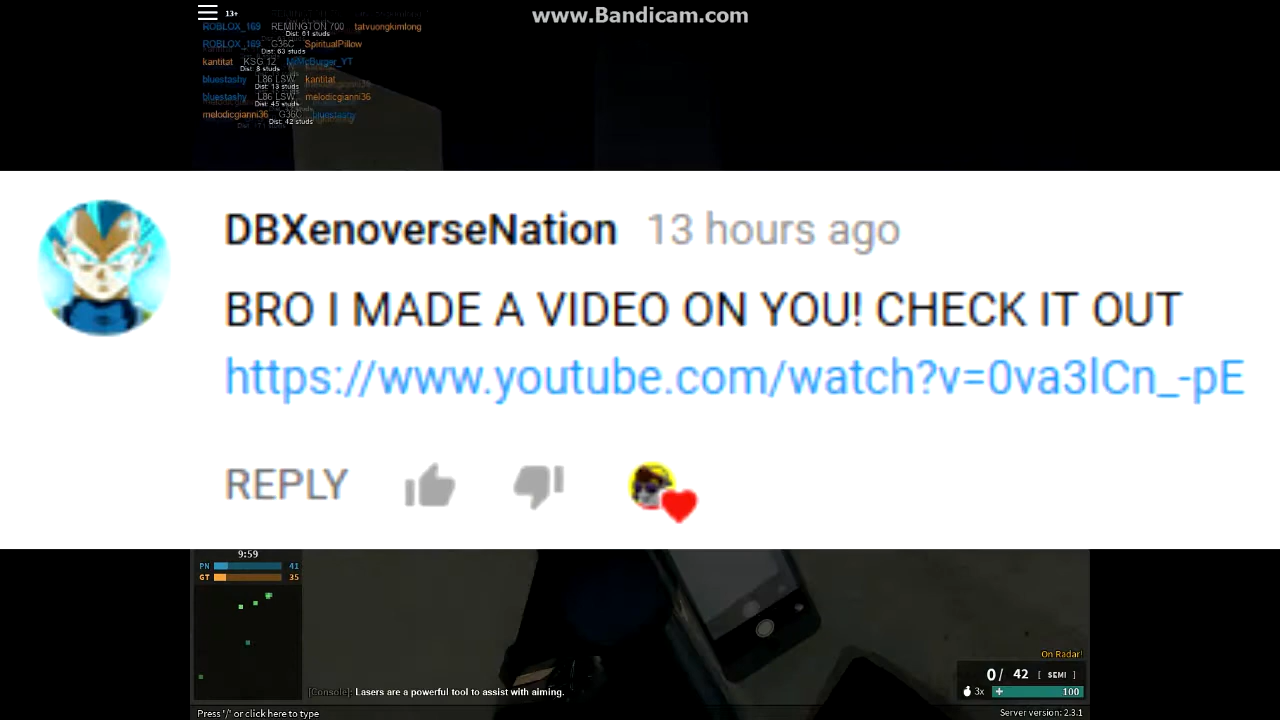 www.Bandicam.com
13+
ROBLOX_169 REMINGTON 700 tatvuongkimlong
Dist: 61 studs
ROBLOX_169 G36C SpiritualPillow
Dist: 63 studs
kantitat KSG 12 MrMcBurger_YT
Dist: 6 studs
bluestashy L86 LSW kantitat
Dist: 13 studs
bluestashy L86 LSW melodicgianni36
Dist: 45 studs
melodicgianni36 G36C bluestashy
Dist: 42 studs
DBXenoverseNation 13 hours ago
BRO I MADE A VIDEO ON YOU! CHECK IT OUT
https://www.youtube.com/watch?v=0va3lCn_-pE
REPLY
9:59
PN 41
GT 35
On Radar!
0/ 42 [ SEMI ]
3x + 100
[Console]: Lasers are a powerful tool to assist with aiming.
Press '/' or click here to type
Server version: 2.3.1